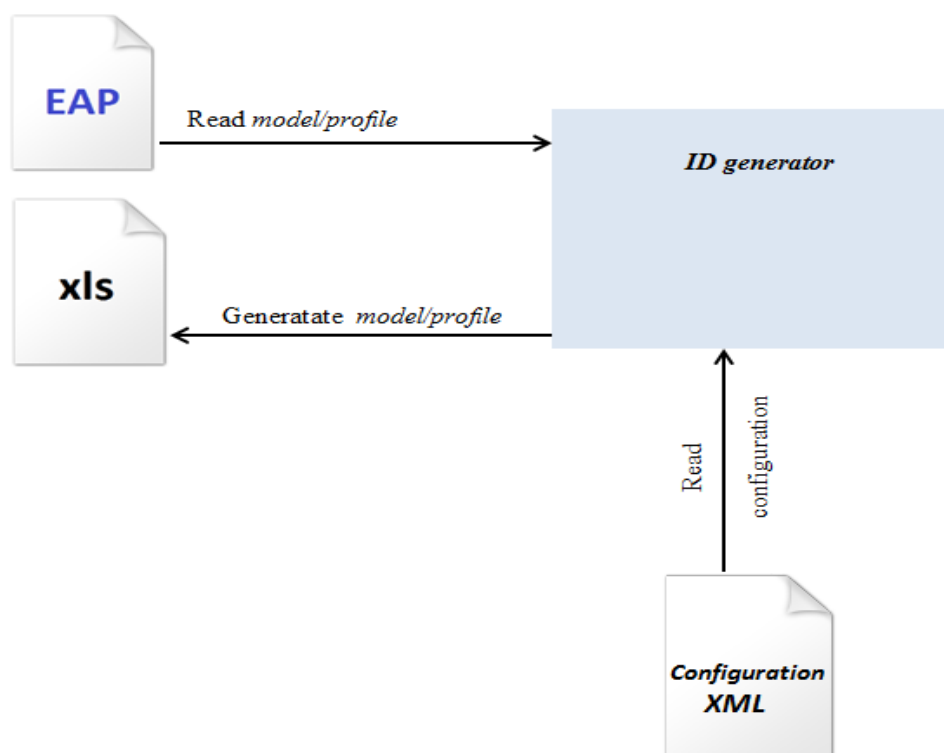 EAP
Read model/profile
ID generator
xls
Generatate model/profile
Read
configuration
Configuration
XML